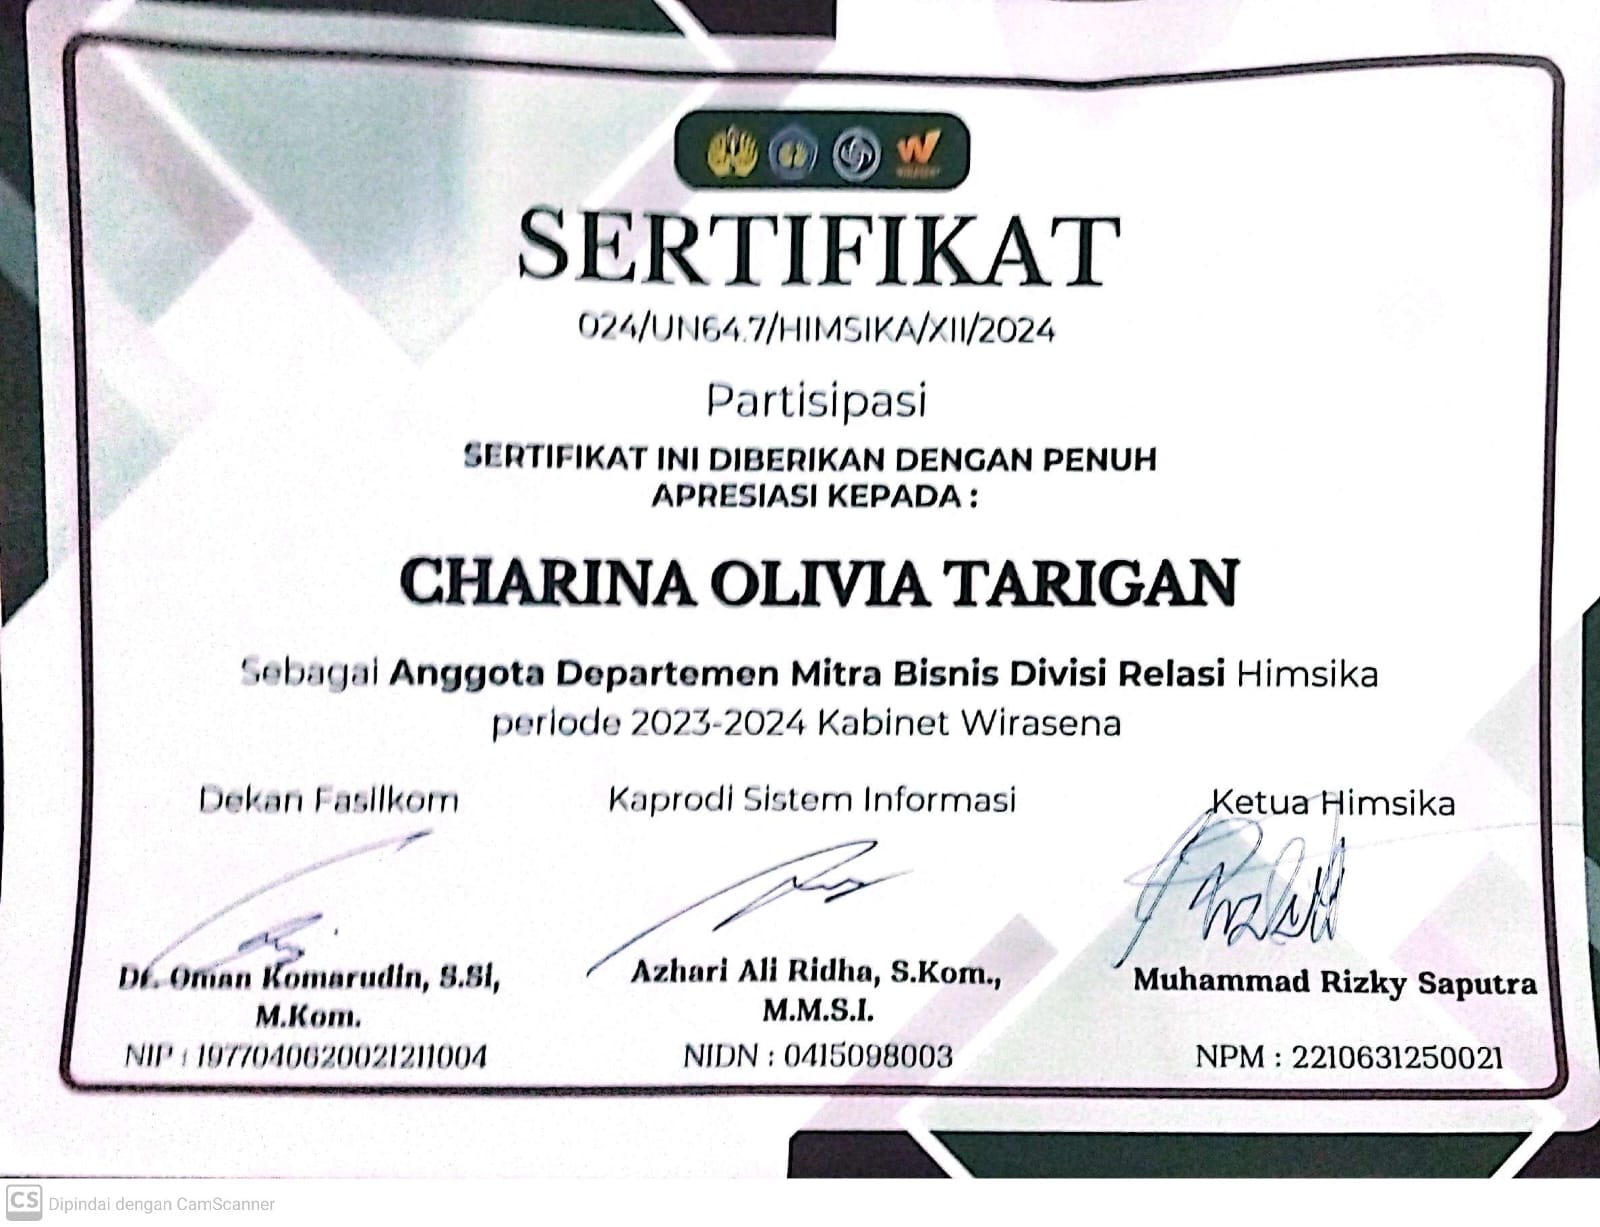 SERTIFIKAT
024/UN64.7/HIMSIKA/XII/2024
Partisipasi
SERTIFIKAT INI DIBERIKAN DENGAN PENUH
APRESIASI KEPADA :
CHARINA OLIVIA TARIGAN
Sebagai Anggota Departemen Mitra Bisnis Divisi Relasi Himsika
periode 2023-2024 Kabinet Wirasena
Dekan Fasilkom
Kaprodi Sistem Informasi
Ketua Himsika
Dr. Oman Komarudin, S.Si,
M.Kom.
NIP : 197704062002121004
Azhari Ali Ridha, S.Kom.,
M.M.S.I.
NIDN : 0415098003
Muhammad Rizky Saputra
NPM : 2210631250021
CS Dipindai dengan CamScanner